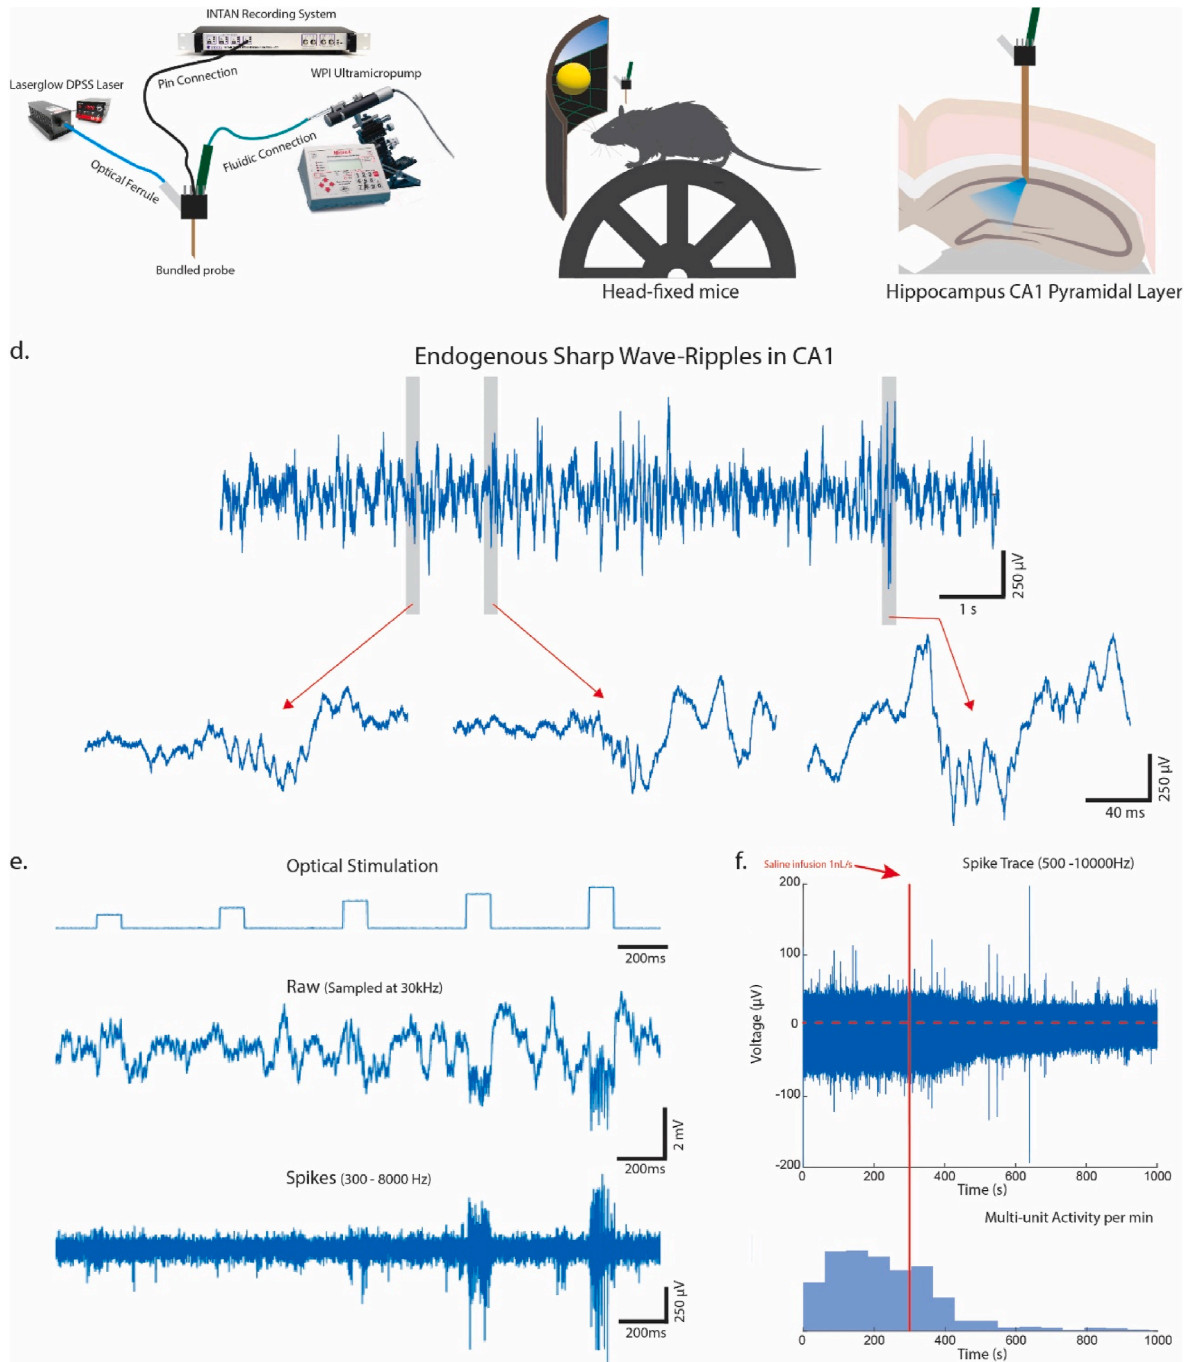 INTAN Recording System
Pin Connection
WPI Ultramicropump
Laserglow DPSS Laser
Optical Ferrule
Fluidic Connection
Bundled probe
Head-fixed mice
Hippocampus CA1 Pyramidal Layer
d.
Endogenous Sharp Wave-Ripples in CA1
250 µV
1 s
250 µV
40 ms
e.
Optical Stimulation
200ms
Raw (Sampled at 30kHz)
2 mV
200ms
Spikes (300 - 8000 Hz)
250 µV
200ms
f.
Saline infusion 1nL/s
Spike Trace (500 -10000Hz)
200
100
0
-100
-200
Voltage (µV)
0 200 400 600 800 1000
Time (s)
Multi-unit Activity per min
0 200 400 600 800 1000
Time (s)